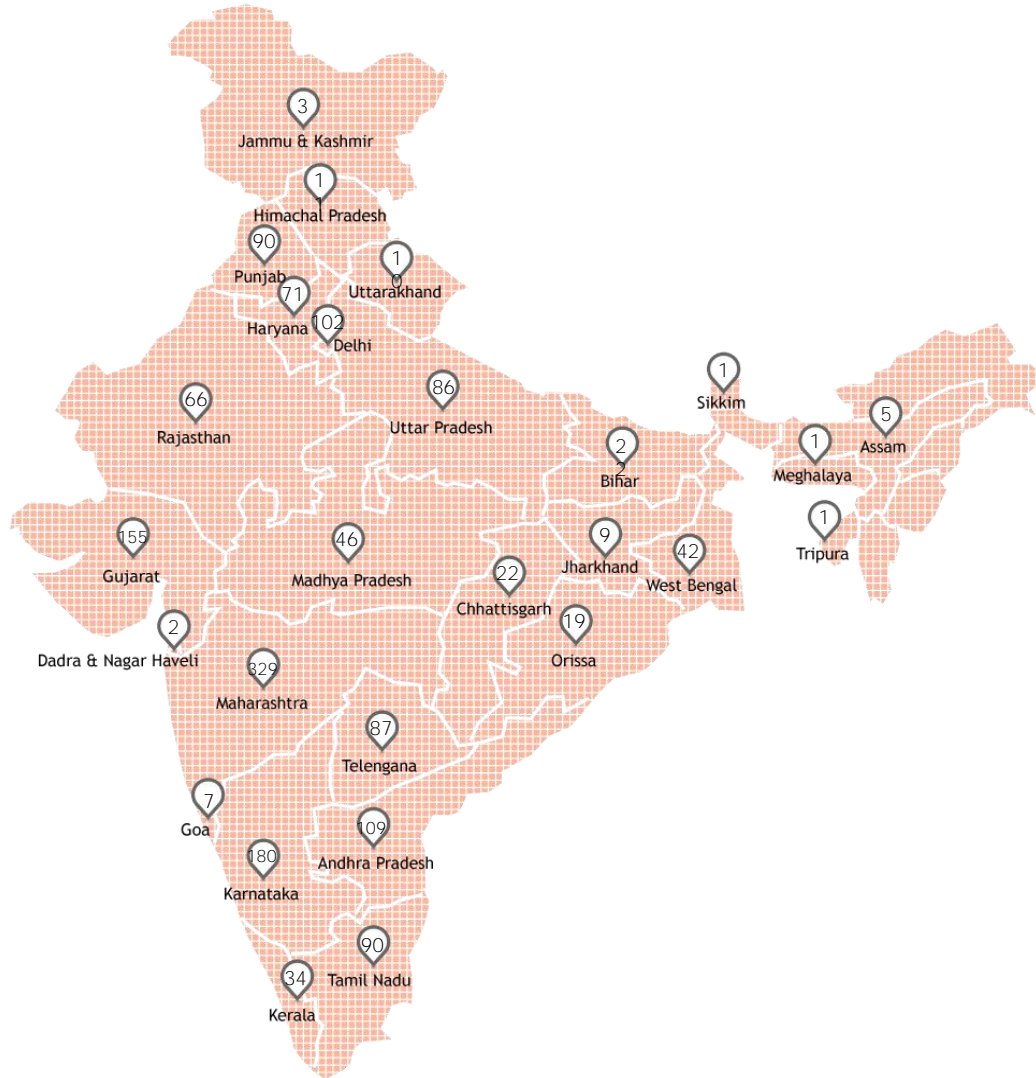 3
Jammu & Kashmir
1
1
Himachal Pradesh
90
Punjab
1
0
Uttarakhand
71
Haryana
102
Delhi
86
Uttar Pradesh
66
Rajasthan
1
Sikkim
5
Assam
1
Meghalaya
2
2
Bihar
1
Tripura
155
Gujarat
46
Madhya Pradesh
9
Jharkhand
42
West Bengal
22
Chhattisgarh
19
Orissa
2
Dadra & Nagar Haveli
329
Maharashtra
87
Telengana
7
Goa
109
Andhra Pradesh
180
Karnataka
90
Tamil Nadu
34
Kerala